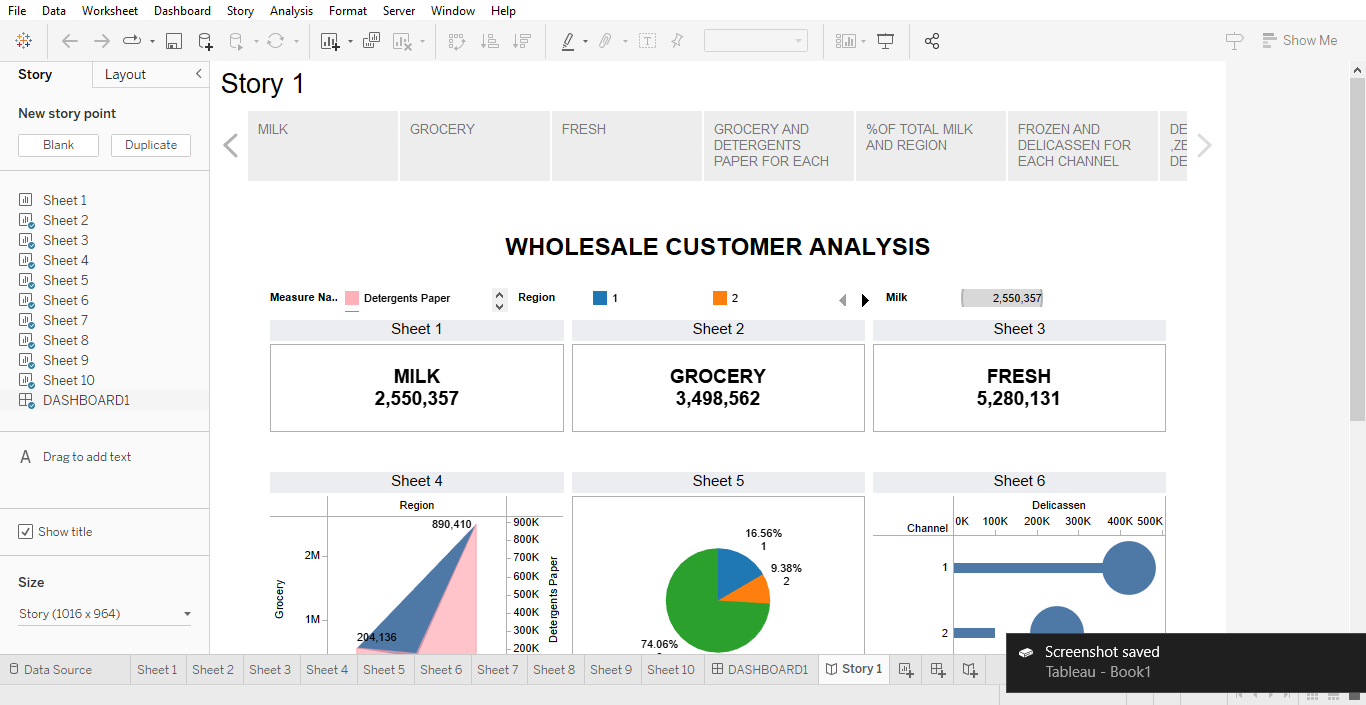 File Data Worksheet Dashboard Story Analysis Format Server Window Help
Show Me
Story Layout
New story point
Blank Duplicate
Sheet 1
Sheet 2
Sheet 3
Sheet 4
Sheet 5
Sheet 6
Sheet 7
Sheet 8
Sheet 9
Sheet 10
DASHBOARD1
A Drag to add text
Show title
Size
Story (1016 x 964)
Story 1
MILK
GROCERY
FRESH
GROCERY AND
DETERGENTS
PAPER FOR EACH
%OF TOTAL MILK
AND REGION
FROZEN AND
DELICASSEN FOR
EACH CHANNEL
DE
,ZE
DE
WHOLESALE CUSTOMER ANALYSIS
Measure Na.. Detergents Paper Region 1 2 Milk 2,550,357
Sheet 1
MILK
2,550,357
Sheet 2
GROCERY
3,498,562
Sheet 3
FRESH
5,280,131
Sheet 4
Region
890,410
900K
800K
2M
700K
600K
500K
400K
1M
300K
204,136
200K
Grocery
Detergents Paper
Sheet 5
16.56%
1
9.38%
2
74.06%
Sheet 6
Delicassen
Channel 0K 100K 200K 300K 400K 500K
1
2
Data Source Sheet 1 Sheet 2 Sheet 3 Sheet 4 Sheet 5 Sheet 6 Sheet 7 Sheet 8 Sheet 9 Sheet 10 DASHBOARD1 Story 1
Screenshot saved
Tableau - Book1